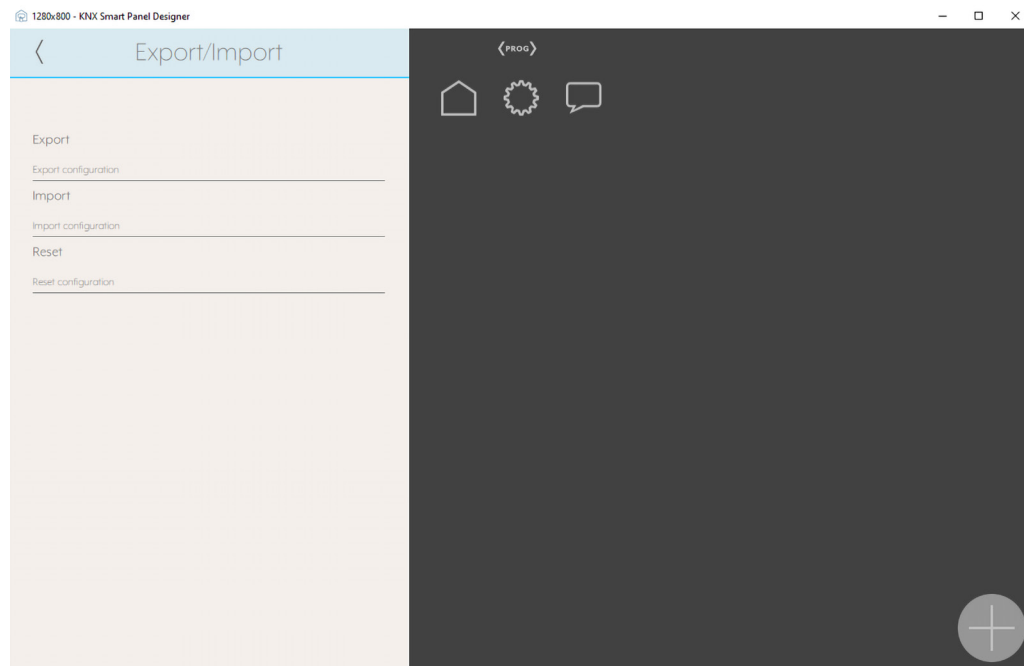 1280x800 - KNX Smart Panel Designer
Export/Import
PROG
Export
Export configuration
Import
Import configuration
Reset
Reset configuration